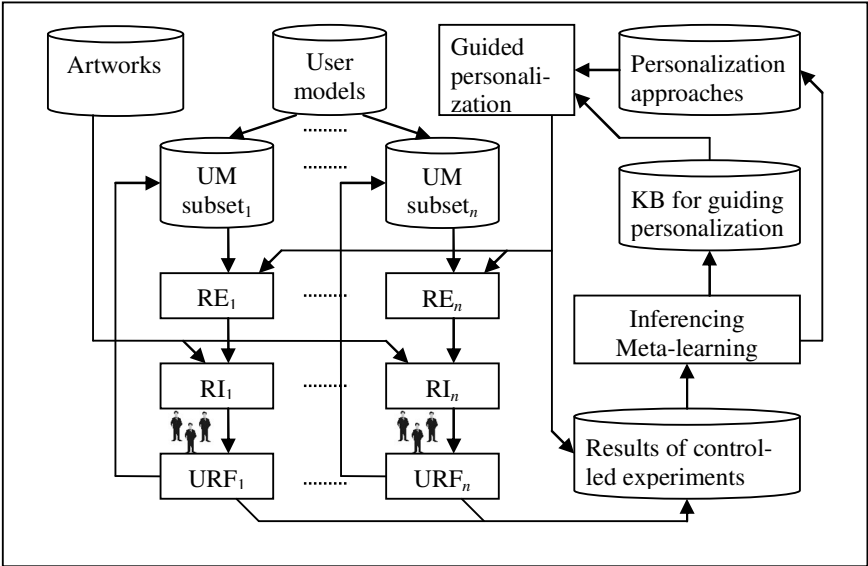 Artworks
User
models
Guided
personali-
zation
Personalization
approaches
UM
subset1
UM
subsetn
KB for guiding
personalization
RE1
REn
Inferencing
Meta-learning
RI1
RIn
Results of control-
led experiments
URF1
URFn